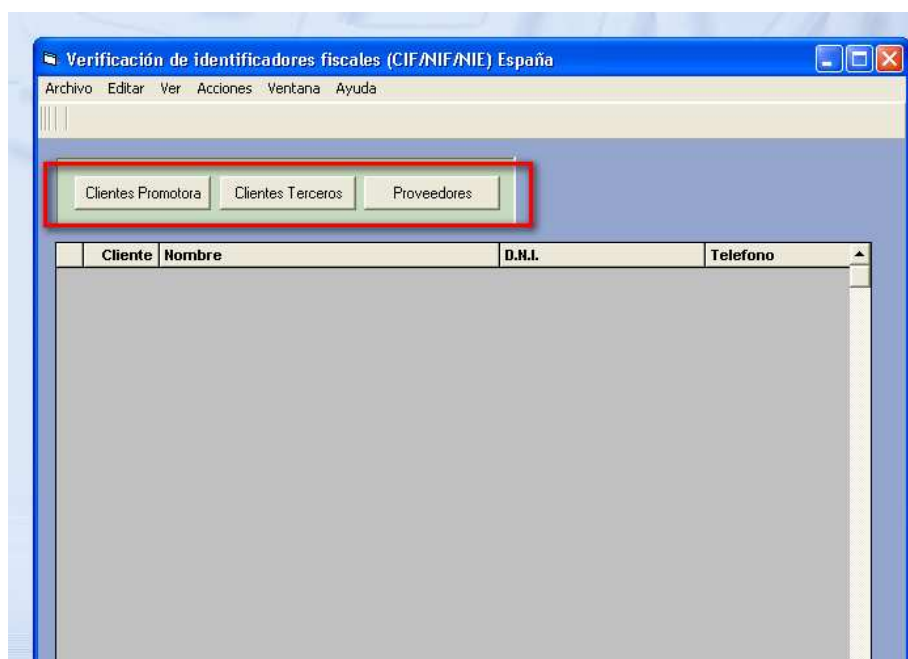 Verificación de identificadores fiscales (CIF/NIF/NIE) España
Archivo Editar Ver Acciones Ventana Ayuda
Clientes Promotora Clientes Terceros Proveedores
Cliente Nombre D.N.I. Telefono